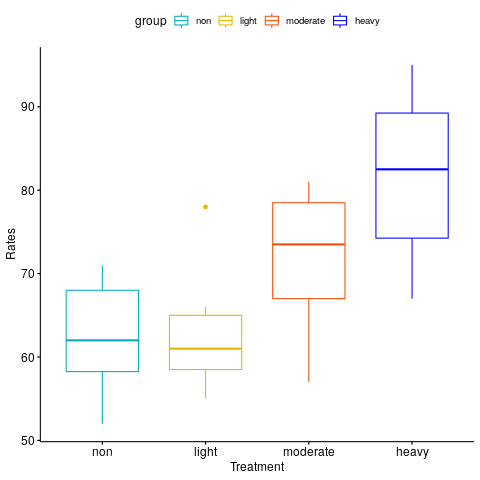 group non light moderate heavy
Rates
90
80
70
60
50
non light moderate heavy
Treatment